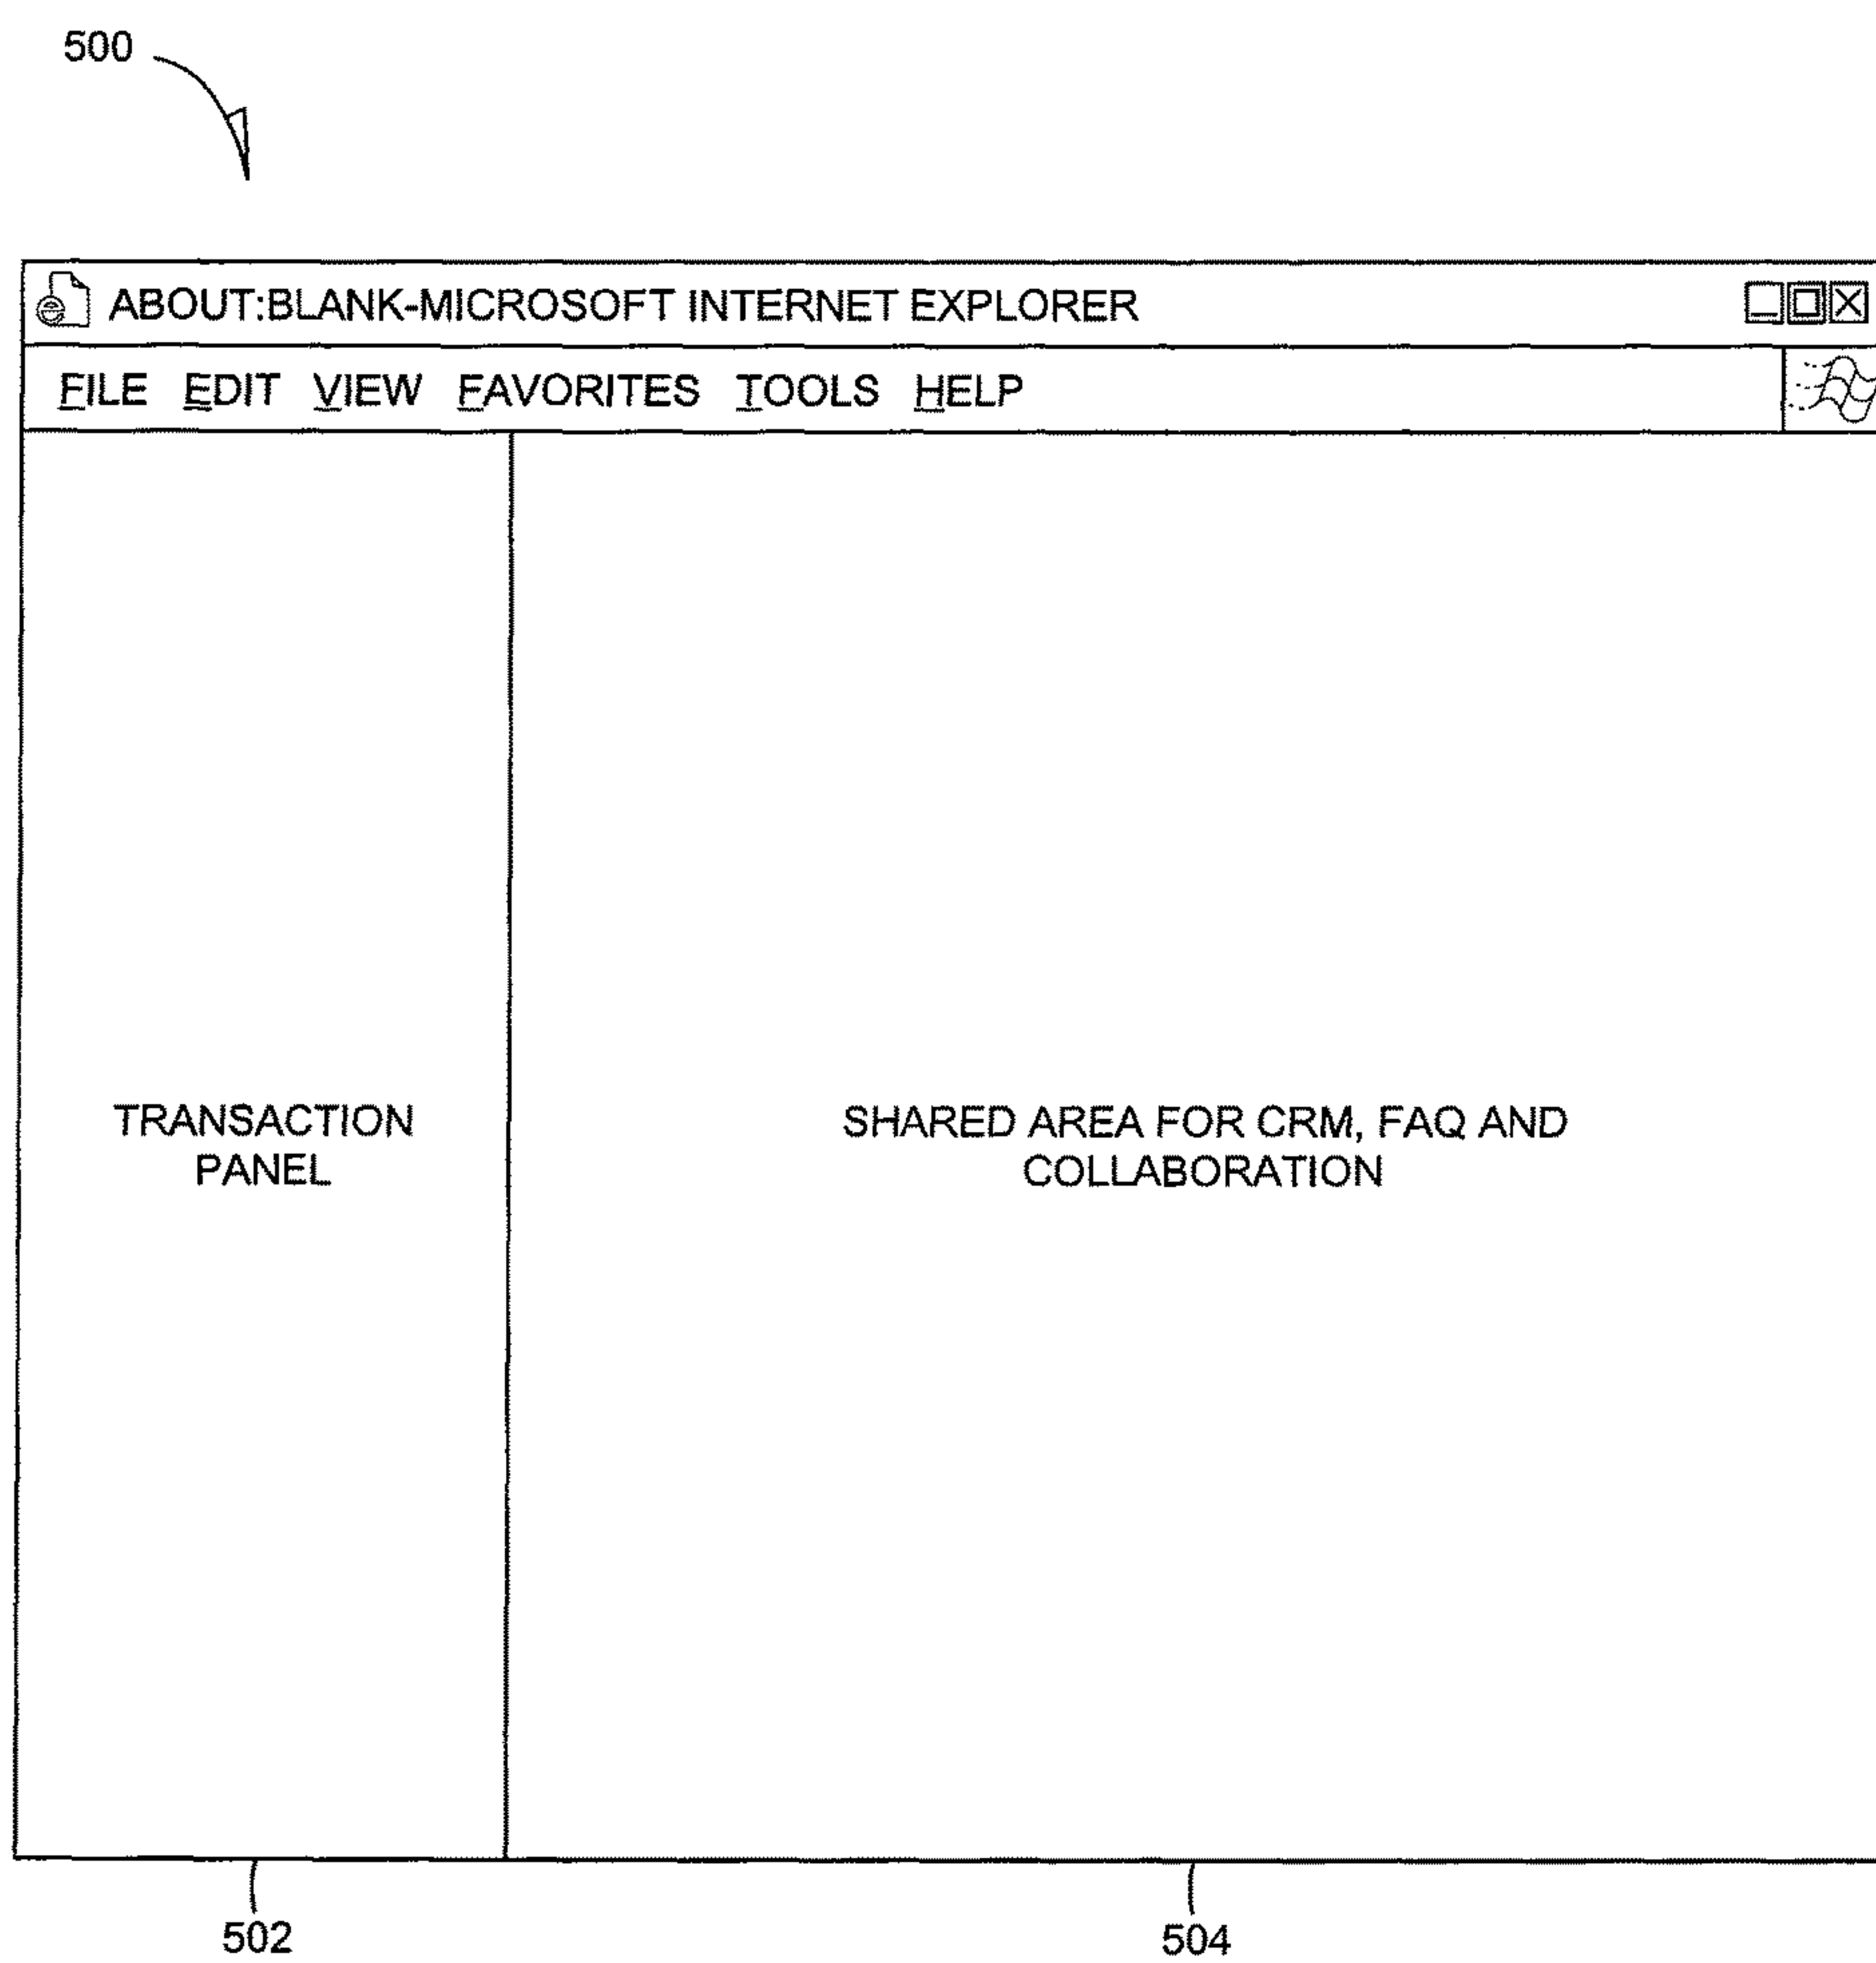 500
ABOUT:BLANK-MICROSOFT INTERNET EXPLORER
FILE EDIT VIEW FAVORITES TOOLS HELP
TRANSACTION
PANEL
SHARED AREA FOR CRM, FAQ AND
COLLABORATION
502
504